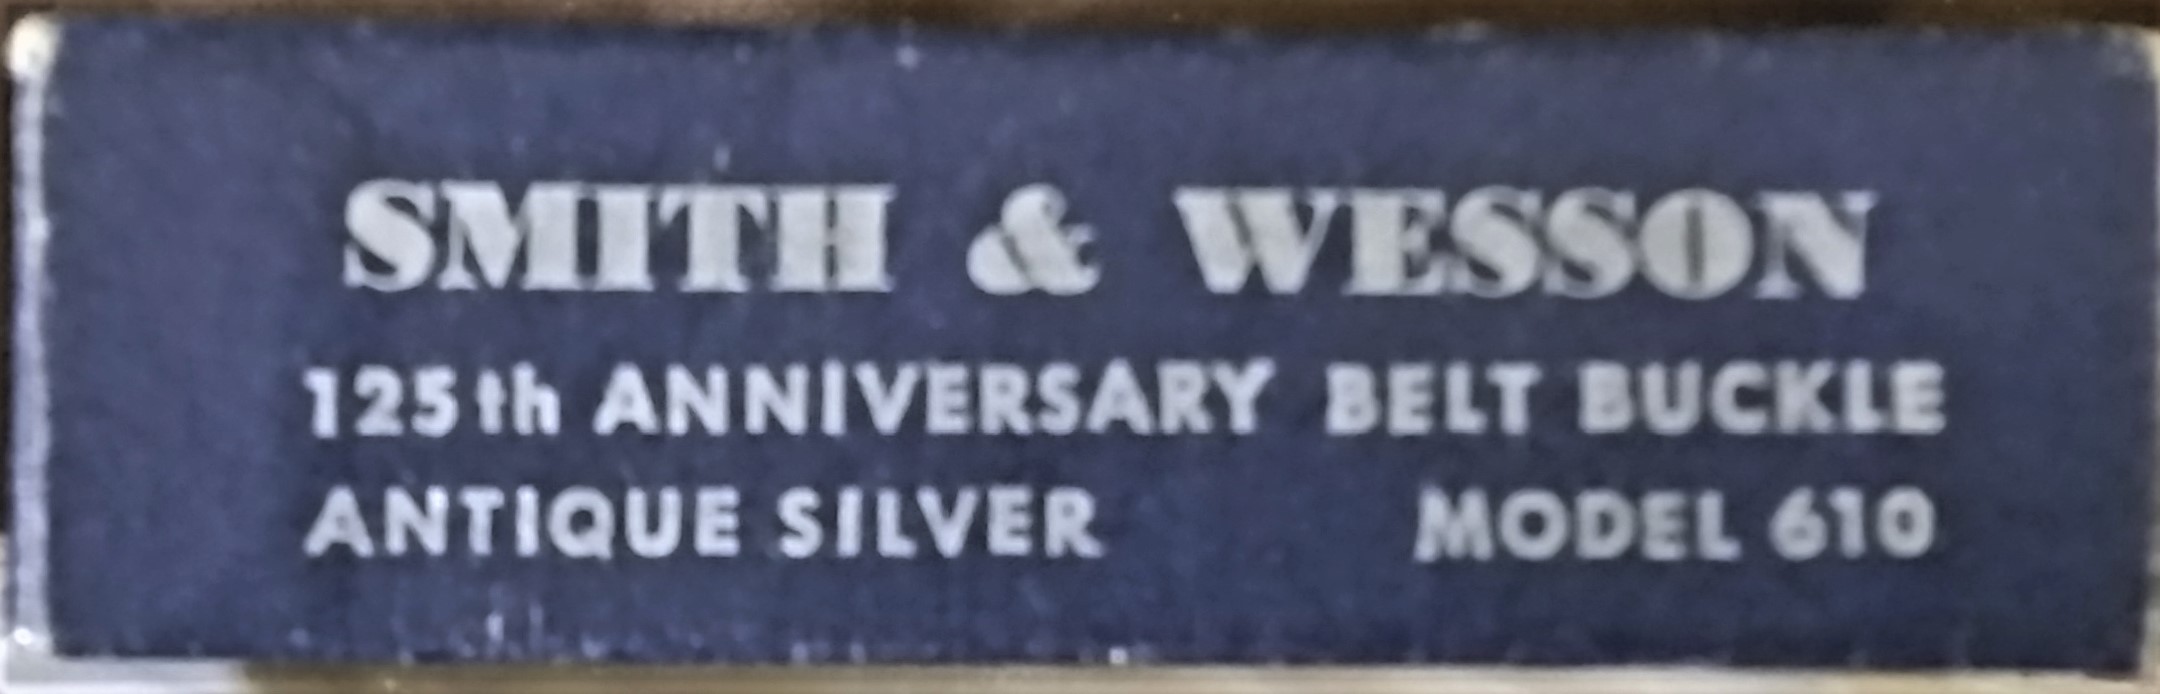 SMITH & WESSON
125th ANNIVERSARY BELT BUCKLE
ANTIQUE SILVER MODEL 610